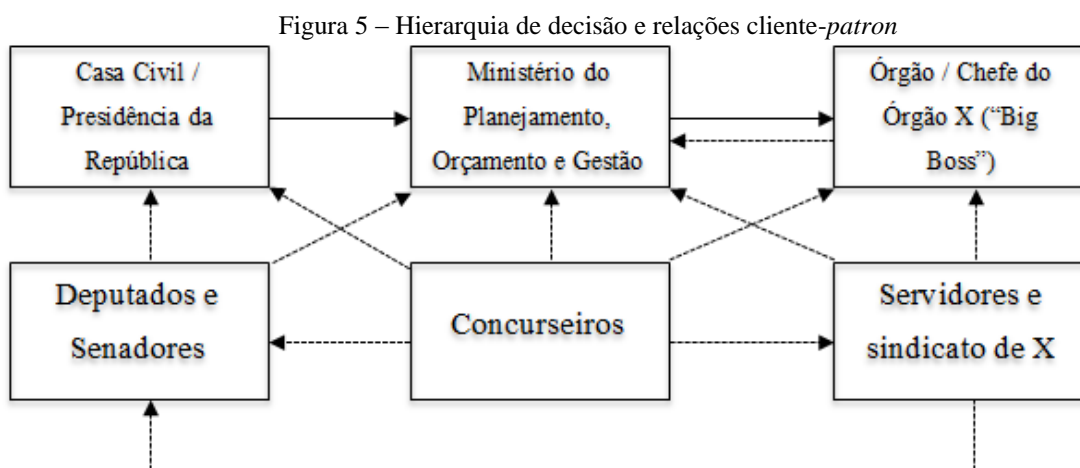 Figura 5 – Hierarquia de decisão e relações cliente-patron
Casa Civil /
Presidência da
República
Ministério do
Planejamento,
Orçamento e Gestão
Órgão / Chefe do
Órgão X (“Big
Boss”)
Deputados e
Senadores
Concurseiros
Servidores e
sindicato de X